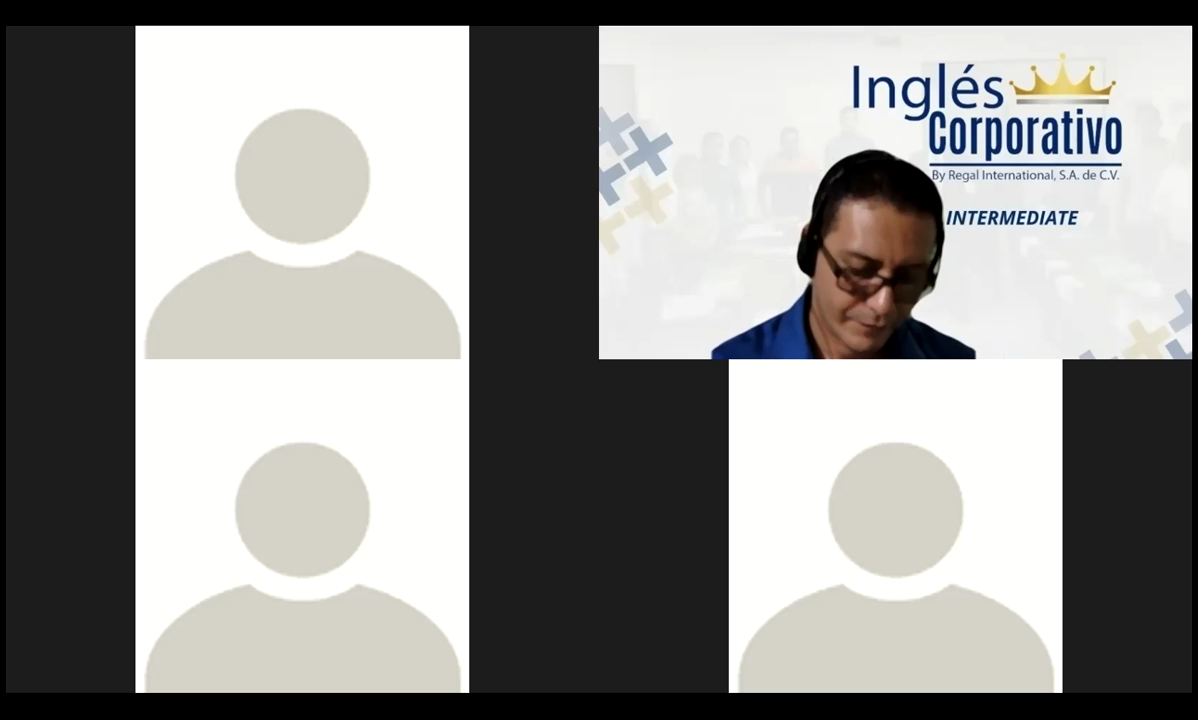 Inglés
Corporativo
By Regal International, S.A. de C.V.
INTERMEDIATE